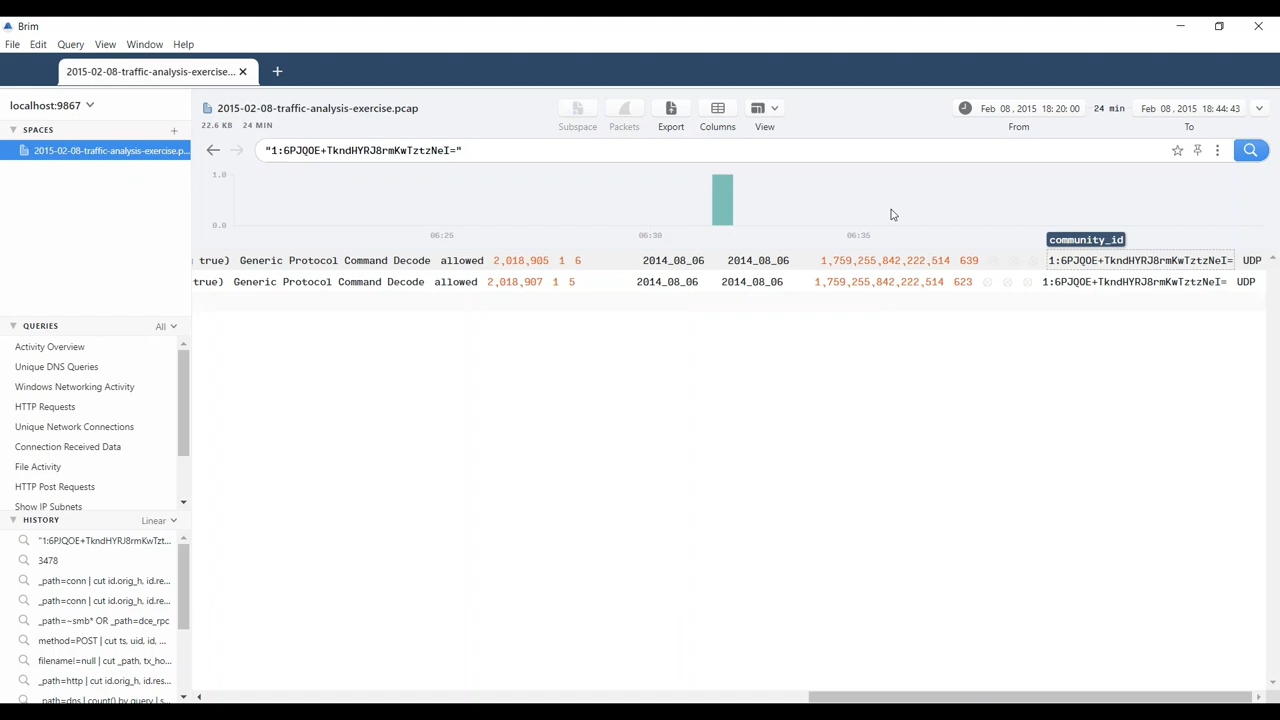 Brim
File Edit Query View Window Help
2015-02-08-traffic-analysis-exercise...
localhost:9867
2015-02-08-traffic-analysis-exercise.pcap
22.6 KB 24 MIN
Subspace Packets Export Columns View
Feb 08 , 2015 18:20:00 24 min Feb 08 , 2015 18:44:43
From To
SPACES
2015-02-08-traffic-analysis-exercise.p...
"1:6PJQOE+TkndHYRJ8rmKwTztzNeI="
1.0
0.0
06:25 06:30 06:35
community_id
true) Generic Protocol Command Decode allowed 2,018,905 1 6 2014_08_06 2014_08_06 1,759,255,842,222,514 639 1:6PJQOE+TkndHYRJ8rmKwTztzNeI= UDP
true) Generic Protocol Command Decode allowed 2,018,907 1 5 2014_08_06 2014_08_06 1,759,255,842,222,514 623 1:6PJQOE+TkndHYRJ8rmKwTztzNeI= UDP
QUERIES All
Activity Overview
Unique DNS Queries
Windows Networking Activity
HTTP Requests
Unique Network Connections
Connection Received Data
File Activity
HTTP Post Requests
Show IP Subnets
HISTORY Linear
"1:6PJQOE+TkndHYRJ8rmKwTzt...
3478
_path=conn | cut id.orig_h, id.re...
_path=conn | cut id.orig_h, id.re...
_path=~smb* OR _path=dce_rpc
method=POST | cut ts, uid, id, ...
filename!=null | cut _path, tx_ho...
_path=http | cut id.orig_h, id.res...
_path=dns | count() by query | s...